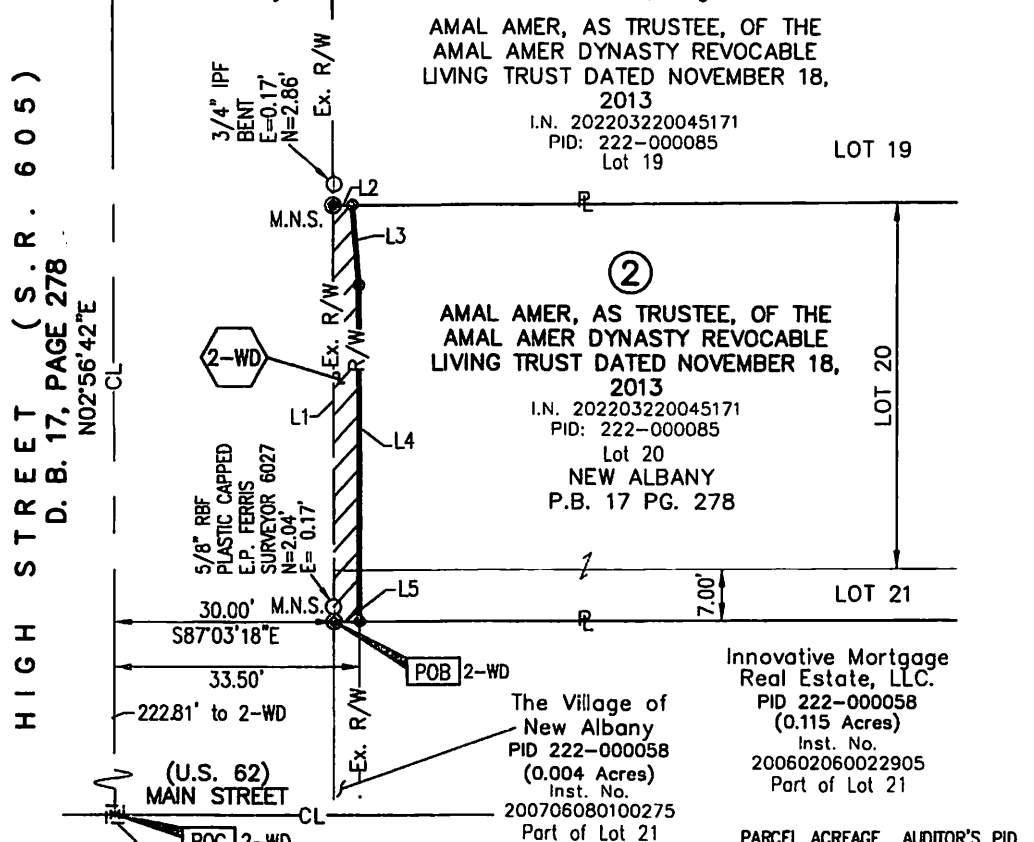 AMAL AMER, AS TRUSTEE, OF THE
AMAL AMER DYNASTY REVOCABLE
LIVING TRUST DATED NOVEMBER 18,
2013
I.N. 202203220045171
PID: 222-000085
Lot 19
LOT 19
3/4" IPF
BENT
E=0.17'
N=2.86'
Ex. R/W
HIGH STREET (S.R. 605)
D.B. 17, PAGE 278
N02°56'42"E
CL
M.N.S.
L2
L3
PL
2
AMAL AMER, AS TRUSTEE, OF THE
AMAL AMER DYNASTY REVOCABLE
LIVING TRUST DATED NOVEMBER 18,
2013
I.N. 202203220045171
PID: 222-000085
Lot 20
NEW ALBANY
P.B. 17 PG. 278
LOT 20
2-WD
Ex. R/W
R/W
L1
L4
5/8" RBF
PLASTIC CAPPED
E.P. FERRIS
SURVEYOR 6027
N=2.04'
E= 0.17'
M.N.S.
L5
7.00'
LOT 21
PL
30.00'
S87°03'18"E
POB 2-WD
33.50'
222.81' to 2-WD
Ex. R/W
The Village of
New Albany
PID 222-000058
(0.004 Acres)
Inst. No.
200706080100275
Part of Lot 21
Innovative Mortgage
Real Estate, LLC.
PID 222-000058
(0.115 Acres)
Inst. No.
200602060022905
Part of Lot 21
(U.S. 62)
MAIN STREET
CL
POC 2-WD
PARCEL ACREAGE AUDITOR'S PID